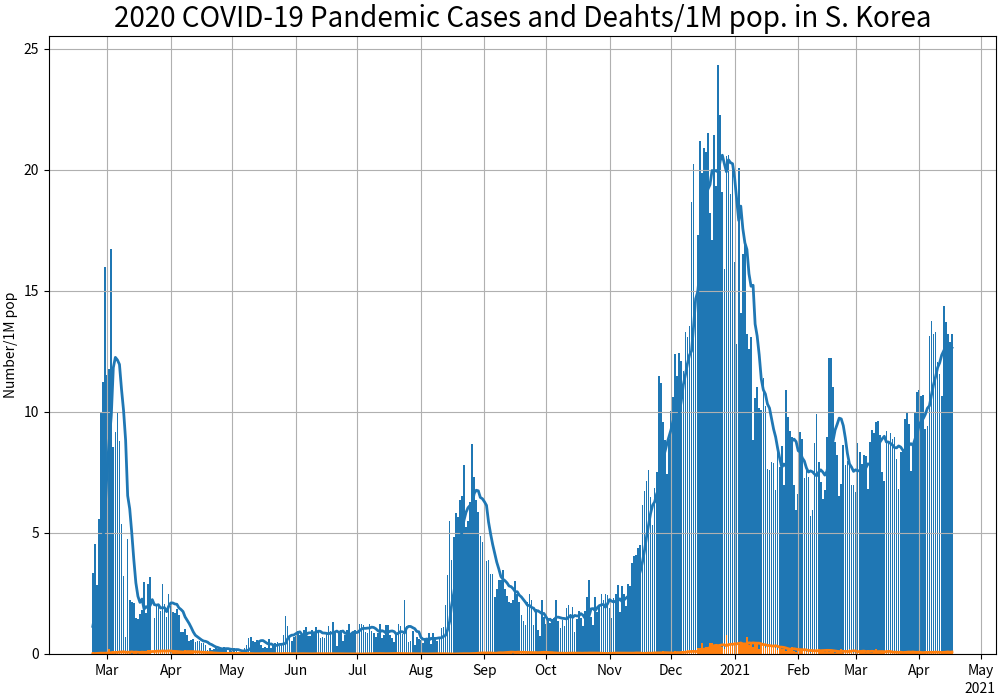 2020 COVID-19 Pandemic Cases and Deahts/1M pop. in S. Korea
25
20
15
10
5
0
Number/1M pop
Mar Apr May Jun Jul Aug Sep Oct Nov Dec 2021 Feb Mar Apr May
2021